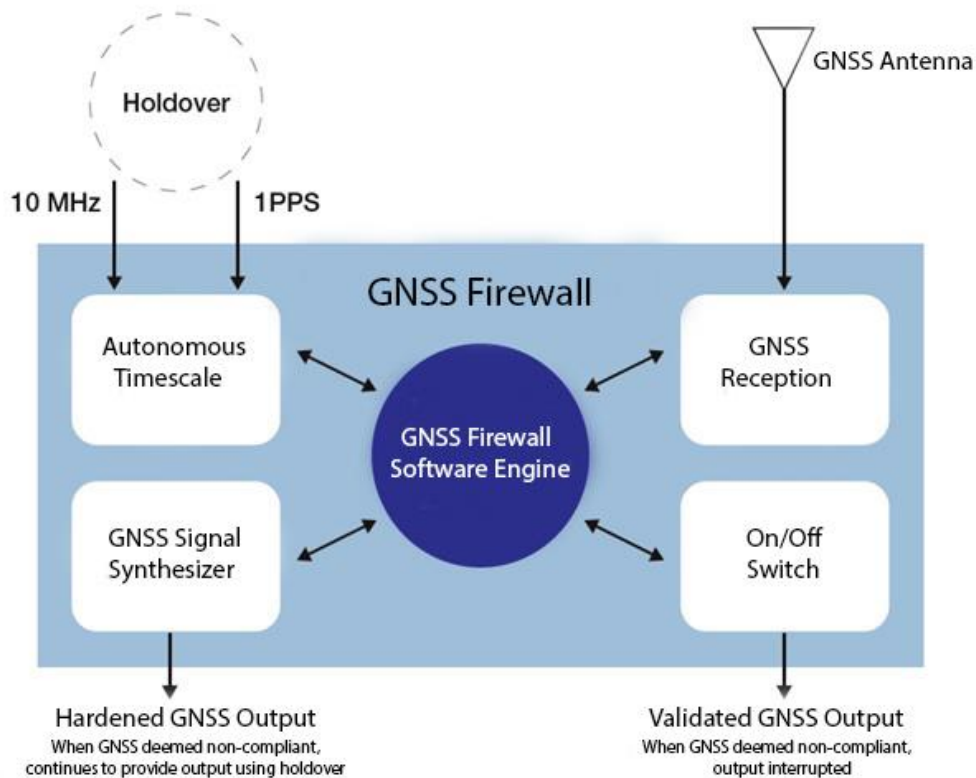 Holdover
GNSS Antenna
10 MHz
1PPS
GNSS Firewall
Autonomous
Timescale
GNSS
Reception
GNSS Firewall
Software Engine
GNSS Signal
Synthesizer
On/Off
Switch
Hardened GNSS Output
When GNSS deemed non-compliant,
continues to provide output using holdover
Validated GNSS Output
When GNSS deemed non-compliant,
output interrupted